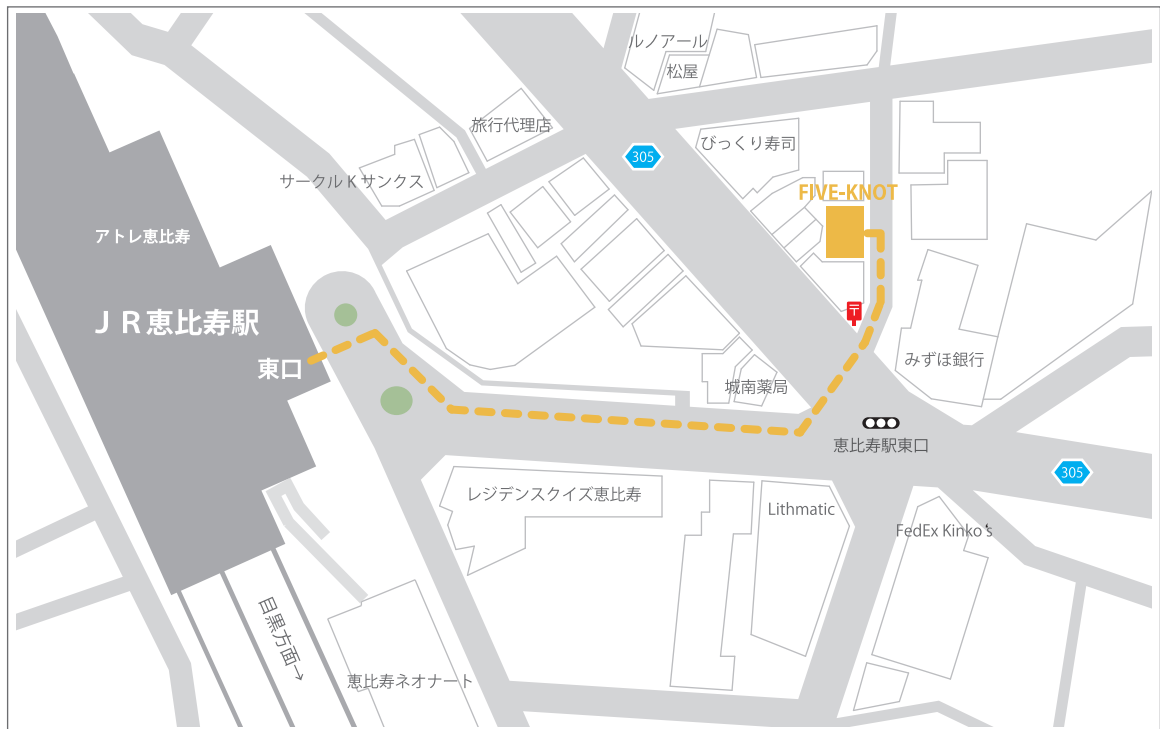 ルノアール
松屋
旅行代理店
びっくり寿司
305
サークル K サンクス
FIVE-KNOT
アトレ恵比寿
ＪＲ恵比寿駅
東口
みずほ銀行
城南薬局
恵比寿駅東口
305
レジデンスクイズ恵比寿
Lithmatic
FedEx Kinko's
目黒方面→
恵比寿ネオナート